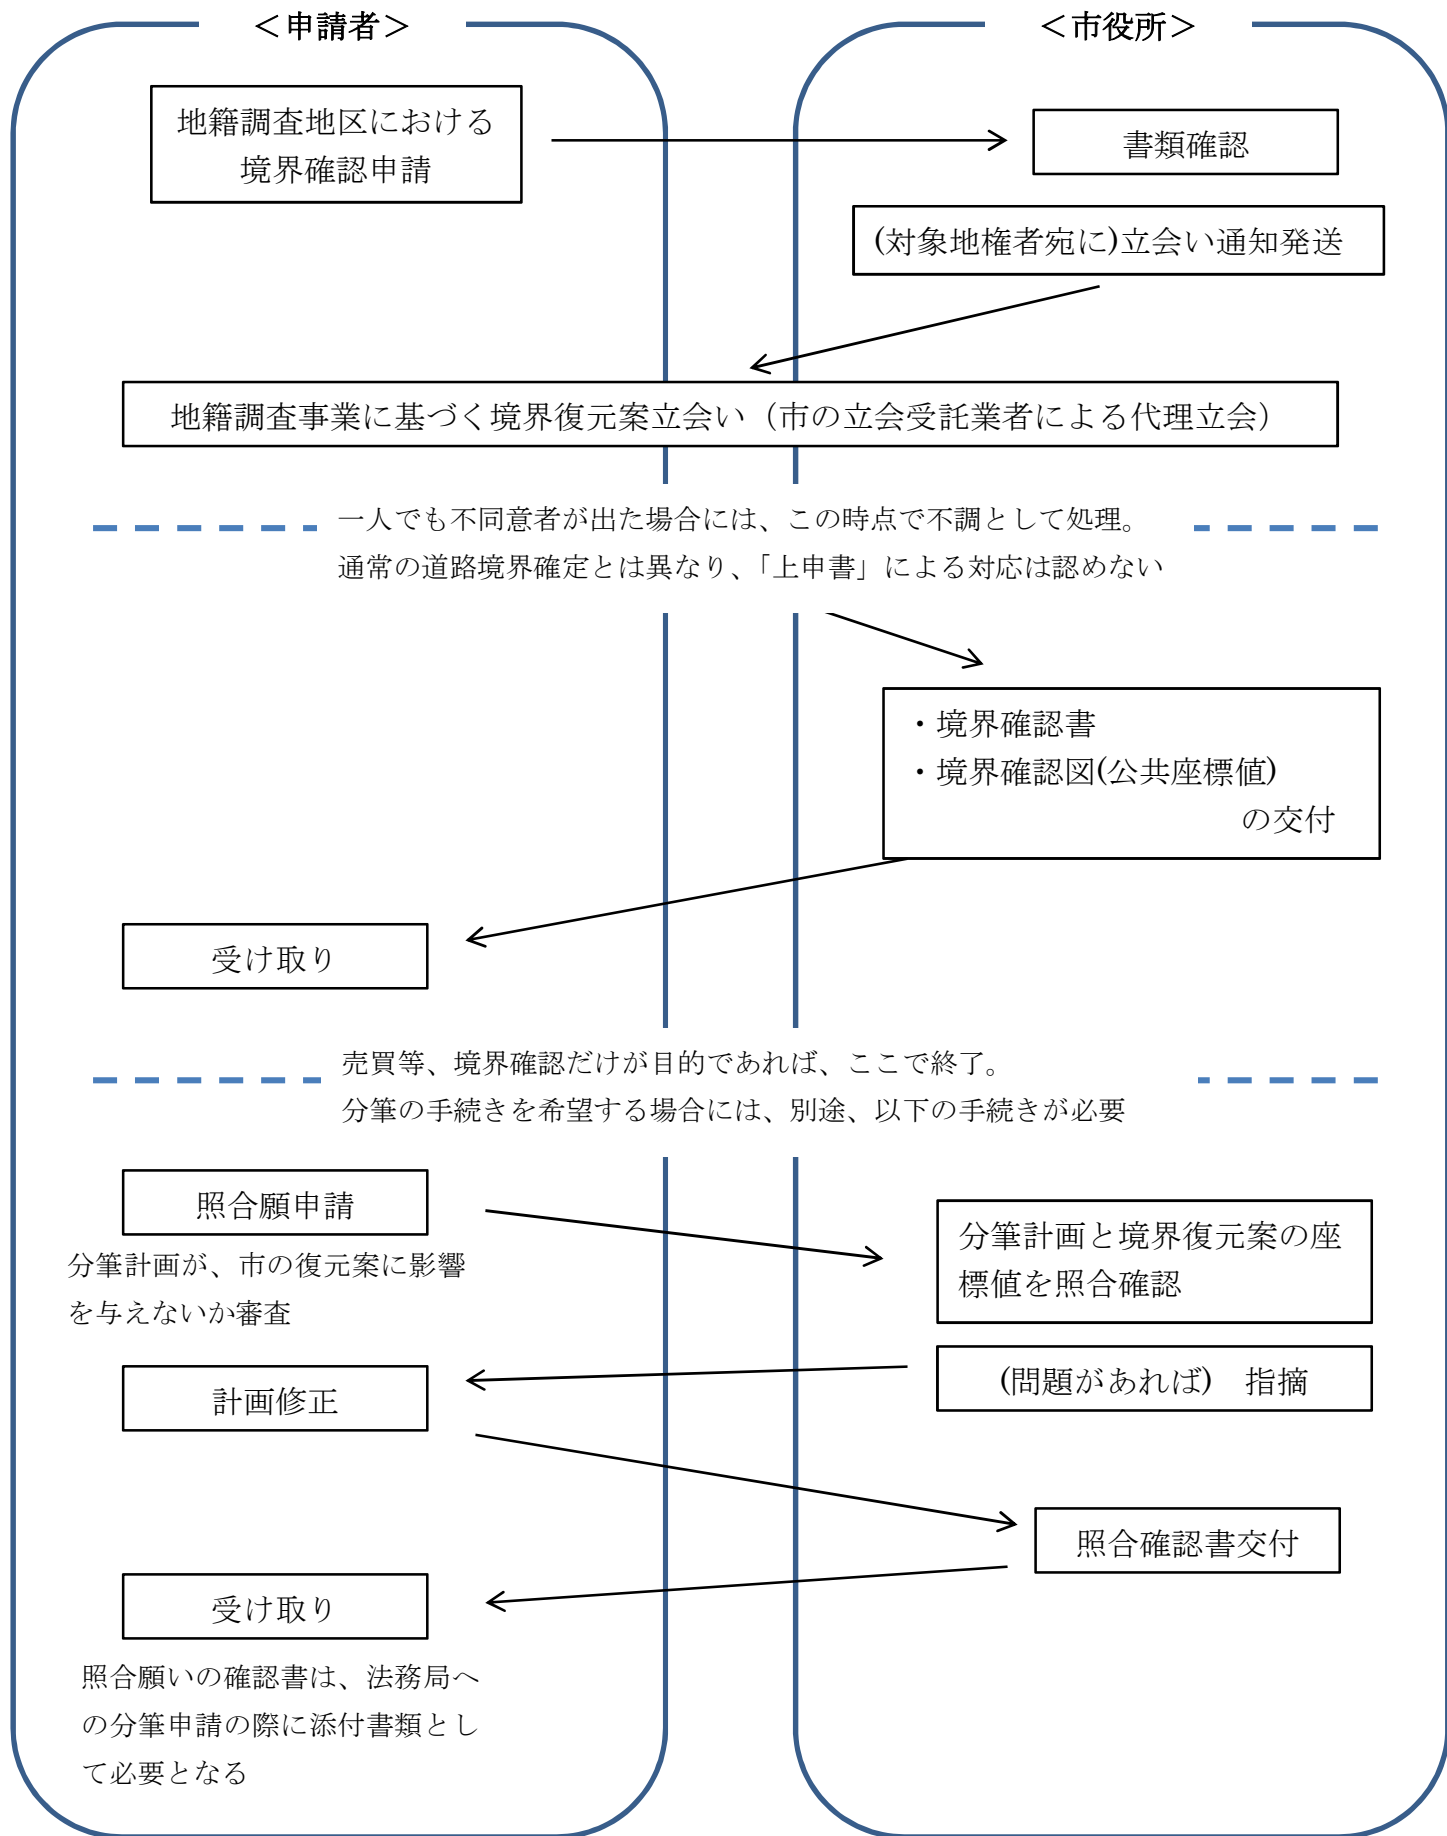 ＜申請者＞
＜市役所＞
地籍調査地区における
境界確認申請
書類確認
(対象地権者宛に)立会い通知発送
地籍調査事業に基づく境界復元案立会い（市の立会受託業者による代理立会）
一人でも不同意者が出た場合には、この時点で不調として処理。
通常の道路境界確定とは異なり、「上申書」による対応は認めない
・境界確認書
・境界確認図(公共座標値)
の交付
受け取り
売買等、境界確認だけが目的であれば、ここで終了。
分筆の手続きを希望する場合には、別途、以下の手続きが必要
照合願申請
分筆計画が、市の復元案に影響
を与えないか審査
分筆計画と境界復元案の座
標値を照合確認
(問題があれば)　指摘
計画修正
照合確認書交付
受け取り
照合願いの確認書は、法務局へ
の分筆申請の際に添付書類とし
て必要となる